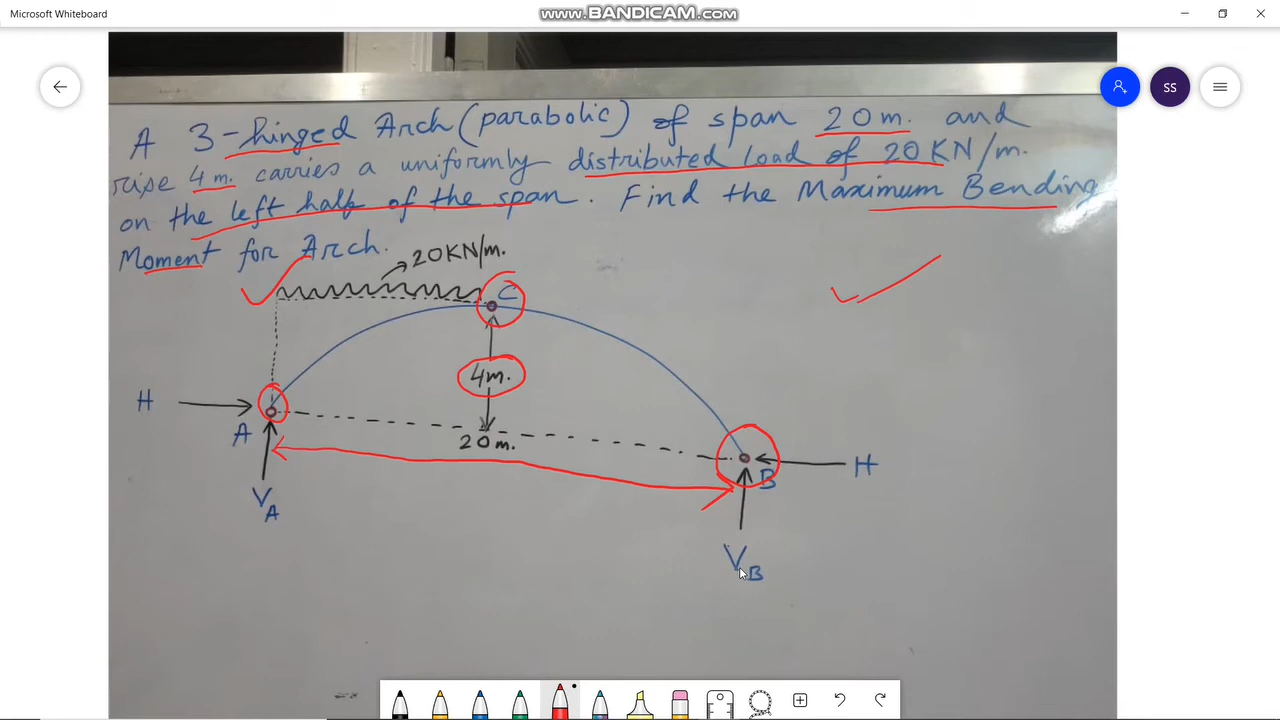 Microsoft Whiteboard
www.BANDICAM.com
SS
A 3-hinged Arch (parabolic) of span 20m. and
rise 4m. carries a uniformly distributed load of 20KN/m.
on the left half of the span. Find the Maximum Bending
Moment for Arch.
20KN/m.
C
4m.
H
A
20m.
B
H
VA
VB